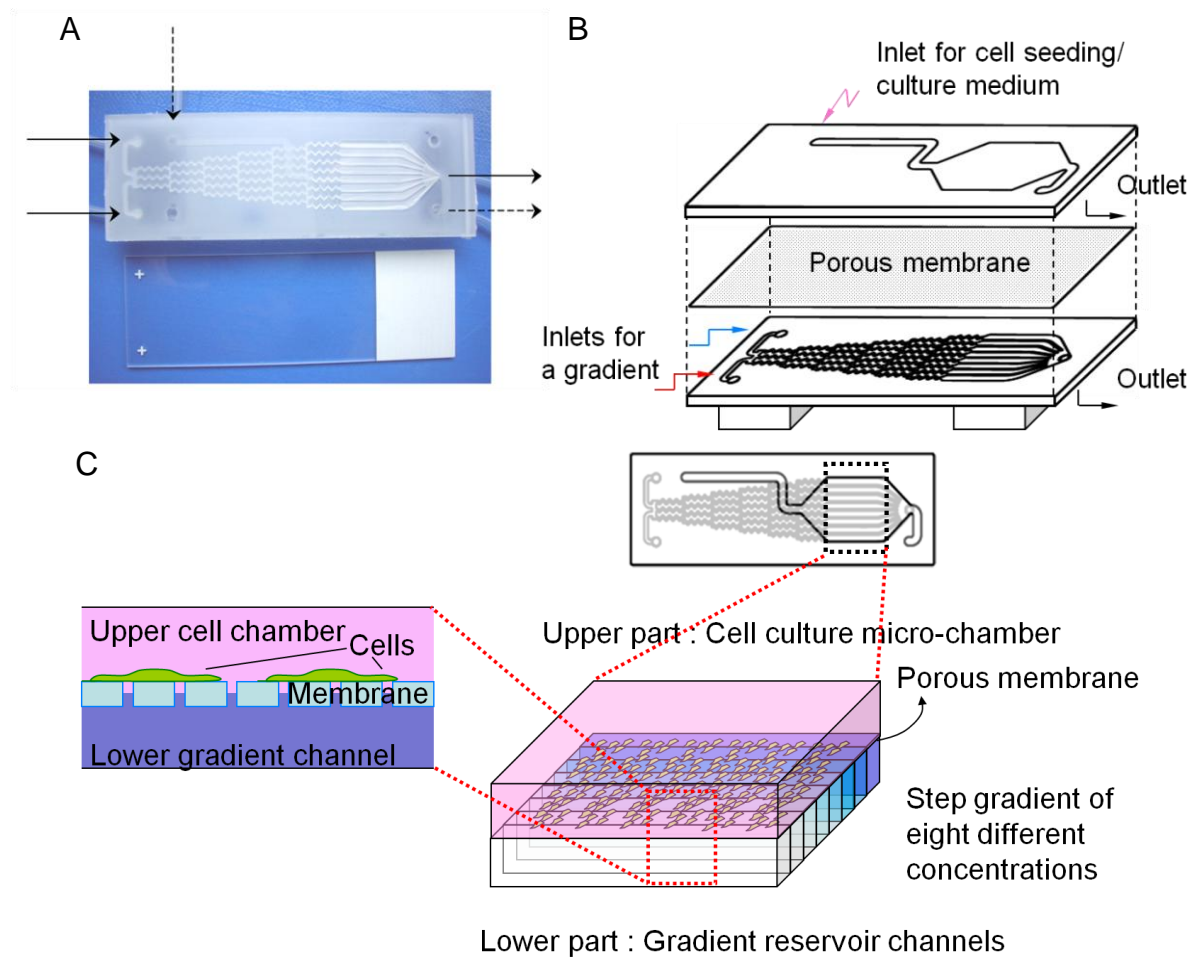 A
B
Inlet for cell seeding/
culture medium
Outlet
Porous membrane
Inlets for
a gradient
Outlet
C
Upper cell chamber
Cells
Membrane
Lower gradient channel
Upper part : Cell culture micro-chamber
Porous membrane
Step gradient of
eight different
concentrations
Lower part : Gradient reservoir channels